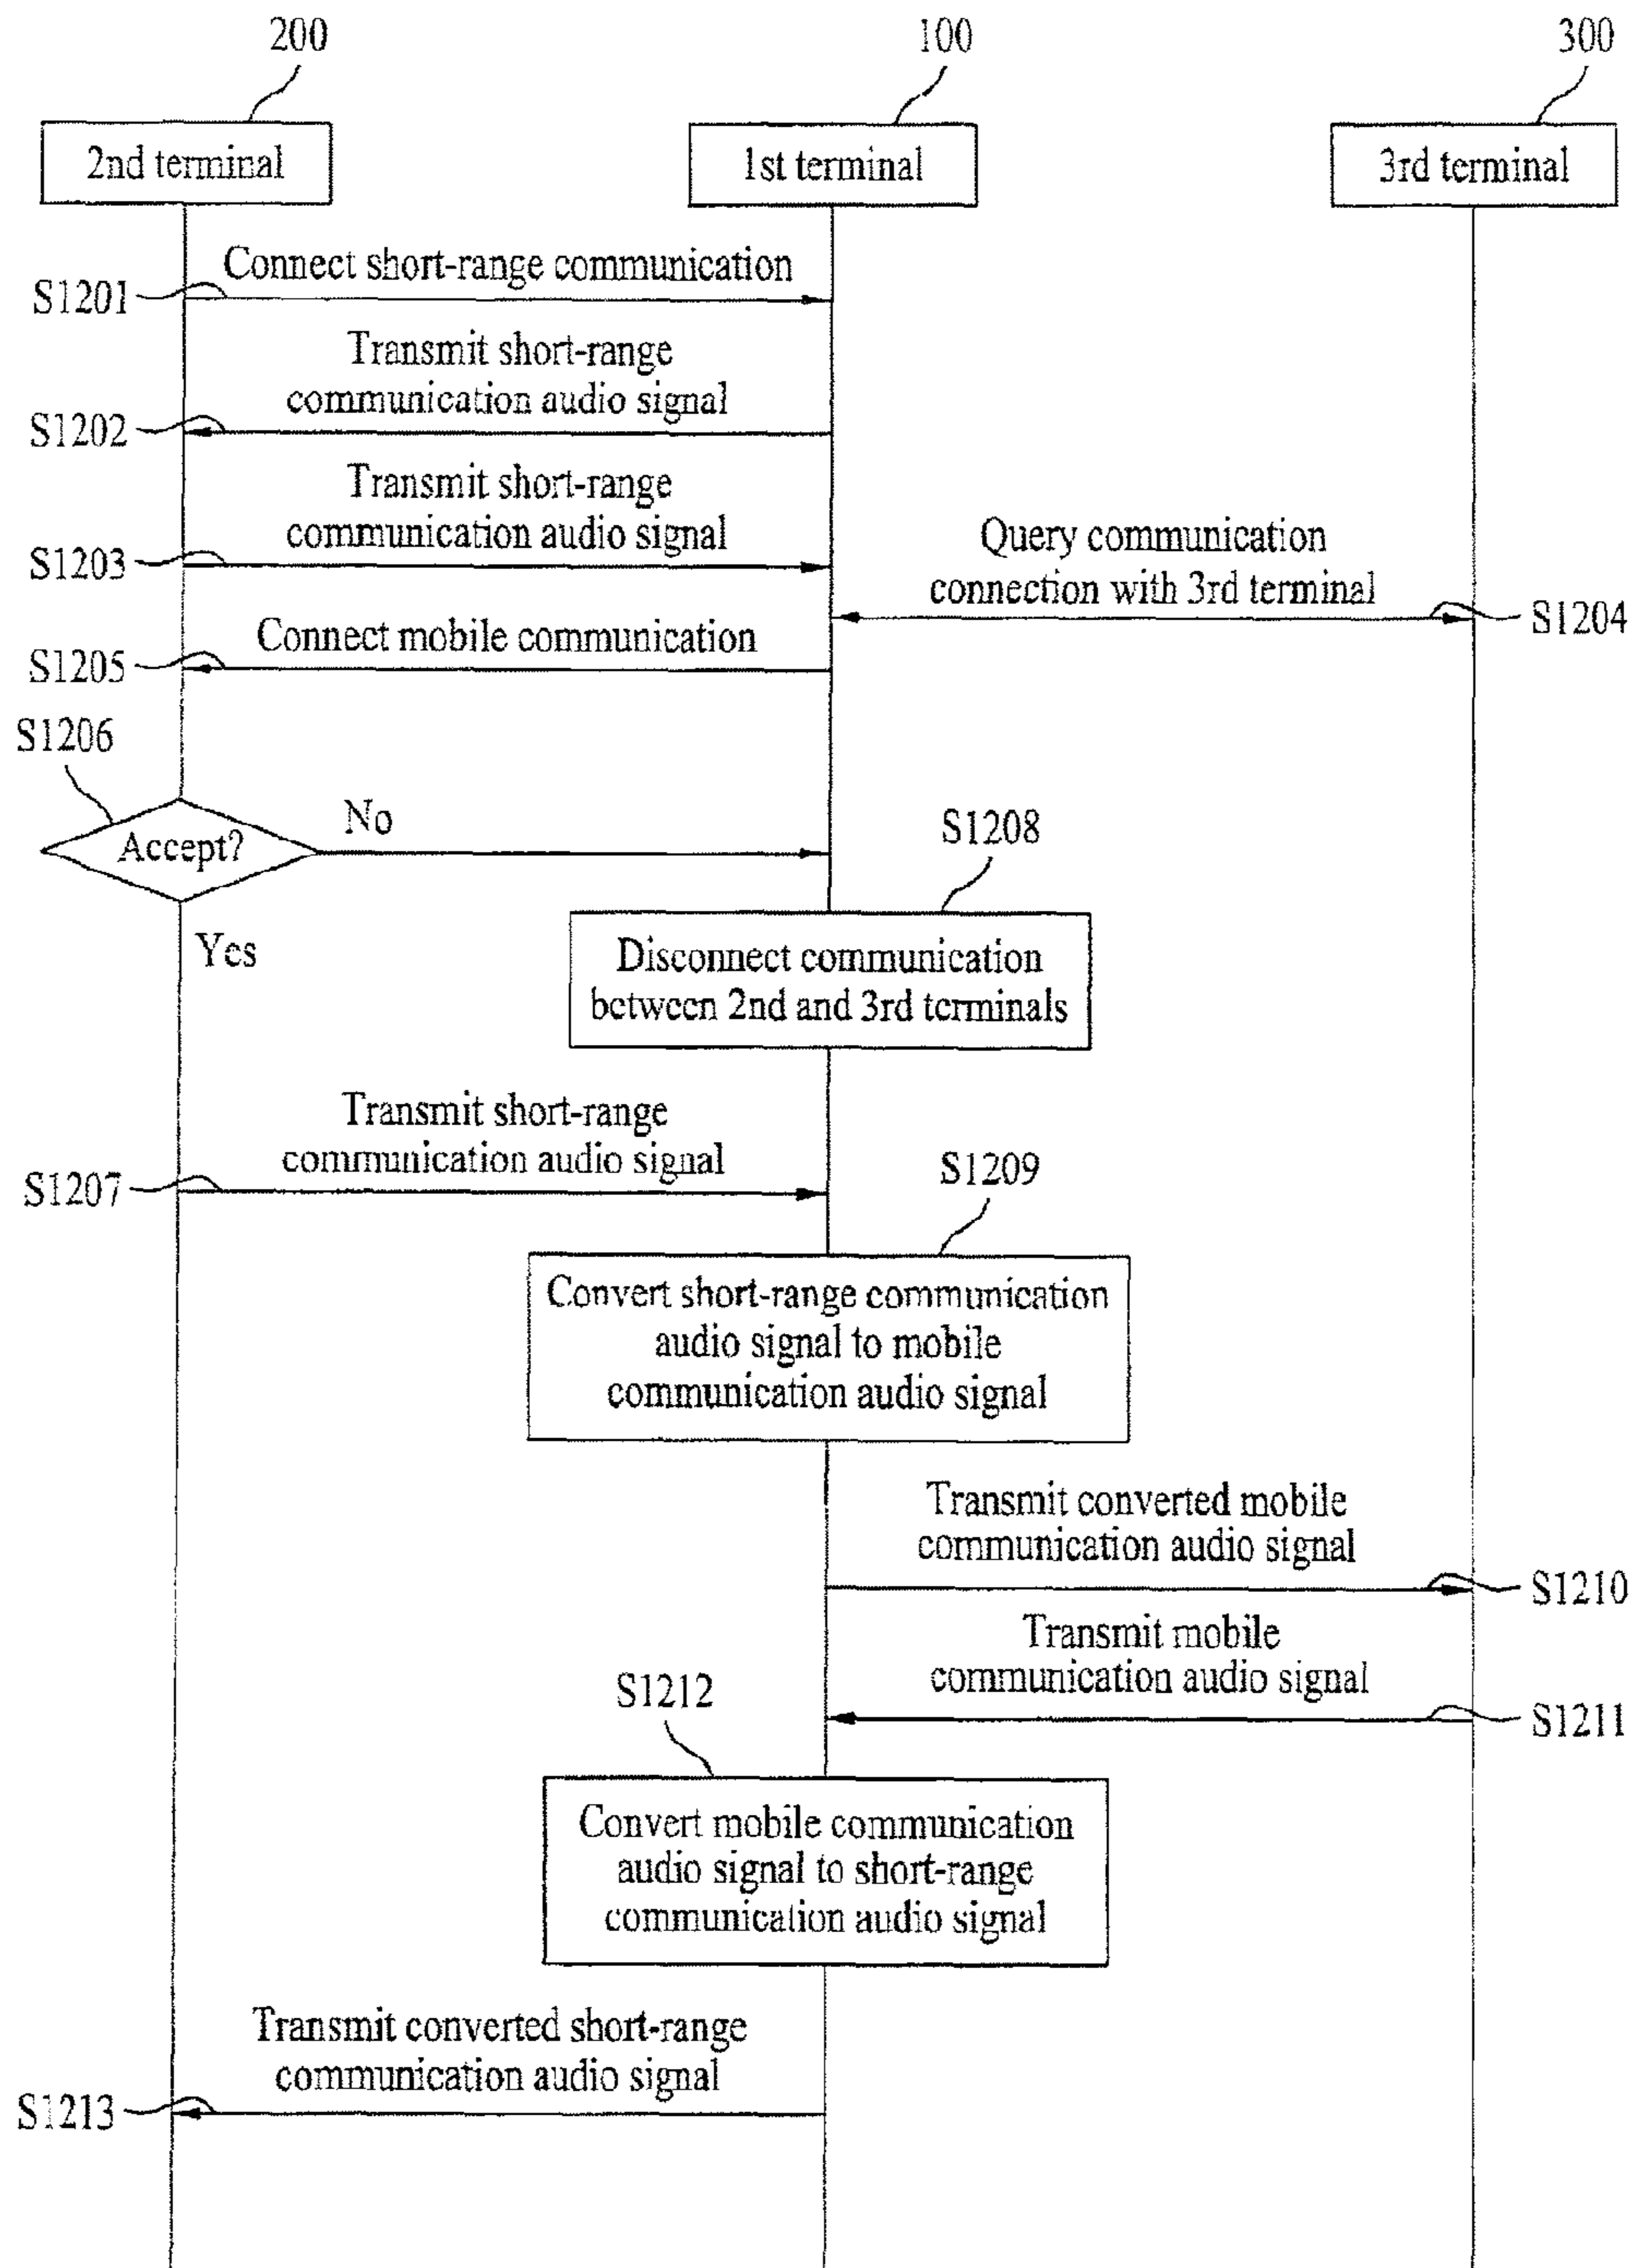 200
100
300
2nd terminal
1st terminal
3rd terminal
Connect short-range communication
S1201
Transmit short-range
communication audio signal
S1202
Transmit short-range
communication audio signal
S1203
Query communication
connection with 3rd terminal
S1204
Connect mobile communication
S1205
S1206
Accept?
No
Yes
S1208
Disconnect communication
between 2nd and 3rd terminals
Transmit short-range
communication audio signal
S1207
S1209
Convert short-range communication
audio signal to mobile
communication audio signal
Transmit converted mobile
communication audio signal
S1210
Transmit mobile
communication audio signal
S1211
S1212
Convert mobile communication
audio signal to short-range
communication audio signal
Transmit converted short-range
communication audio signal
S1213